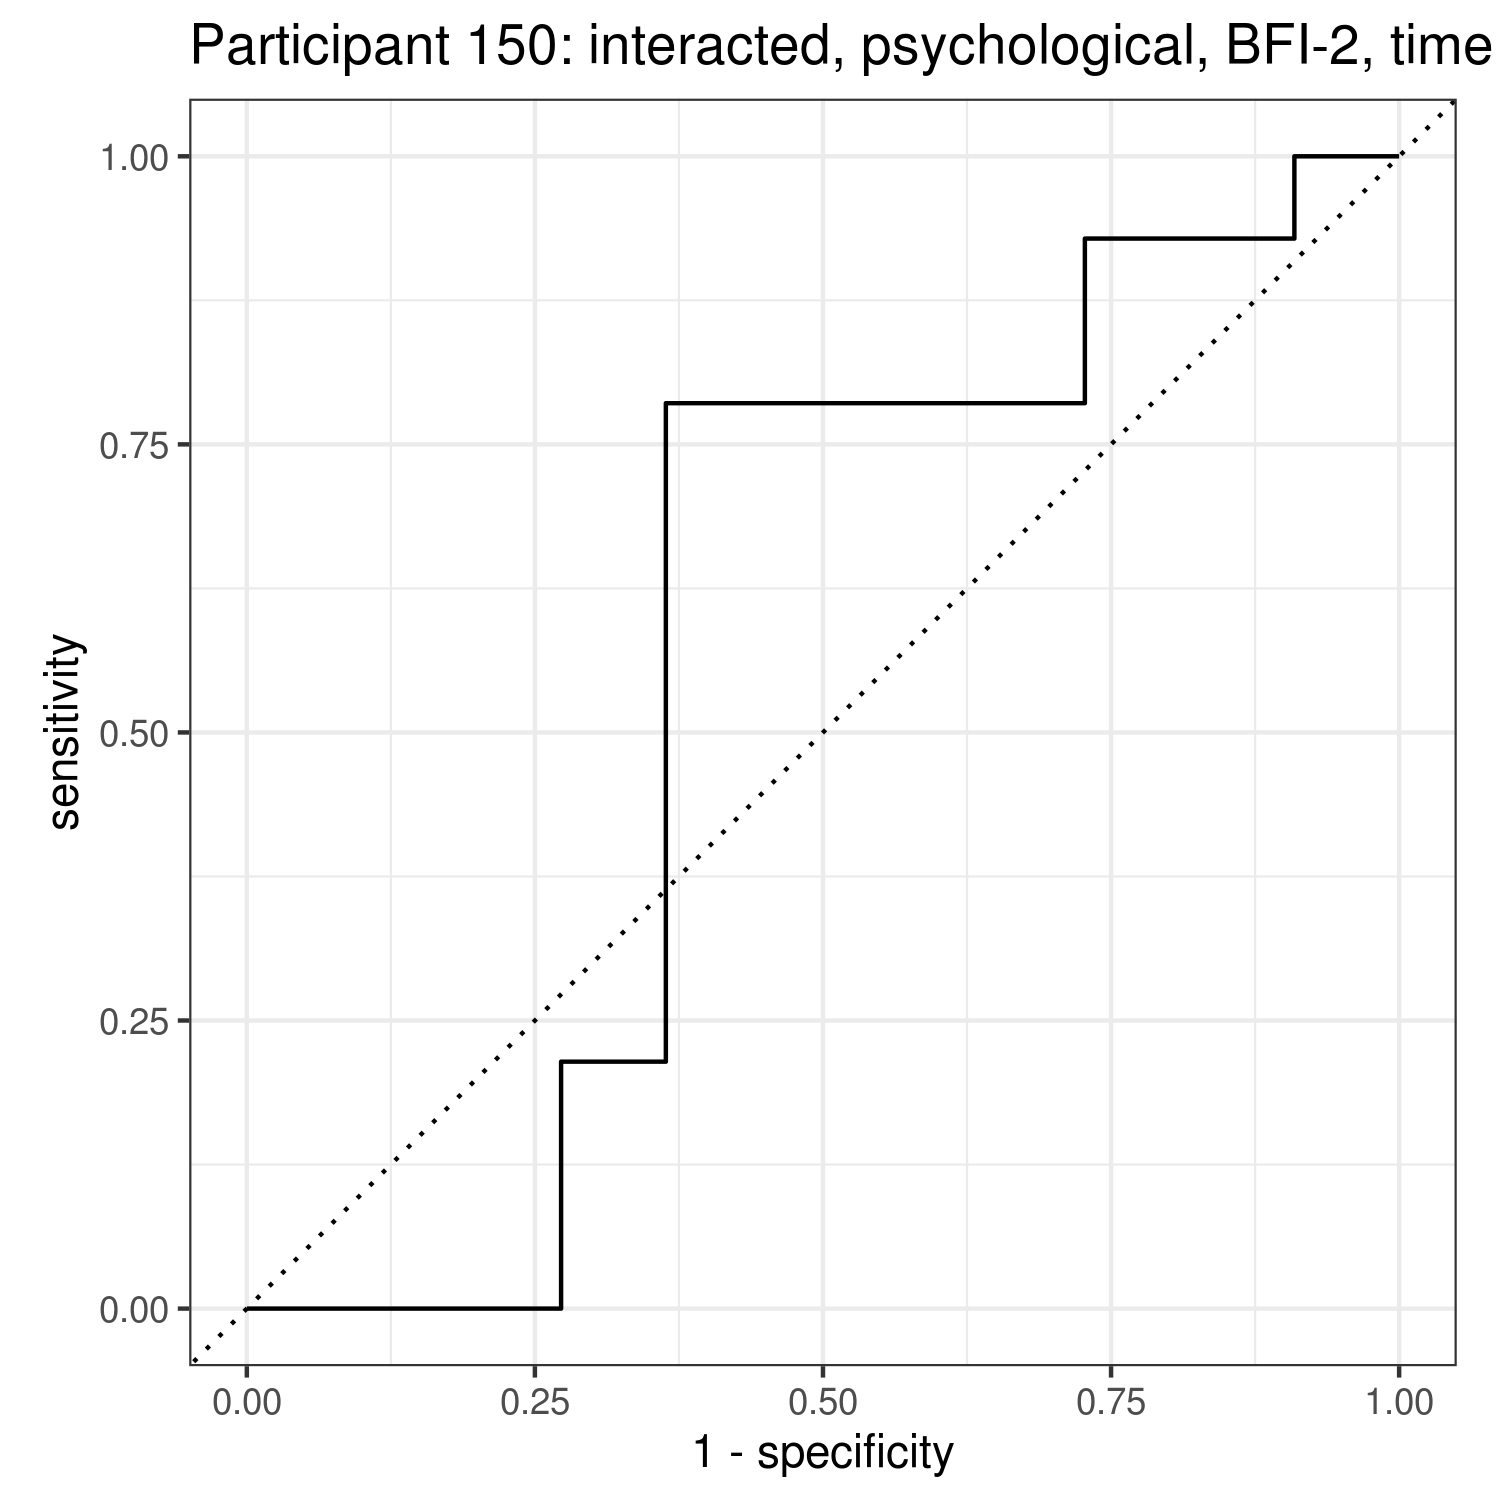 Participant 150: interacted, psychological, BFI-2, time
1.00
0.75
0.50
0.25
0.00
sensitivity
0.00 0.25 0.50 0.75 1.00
1 - specificity